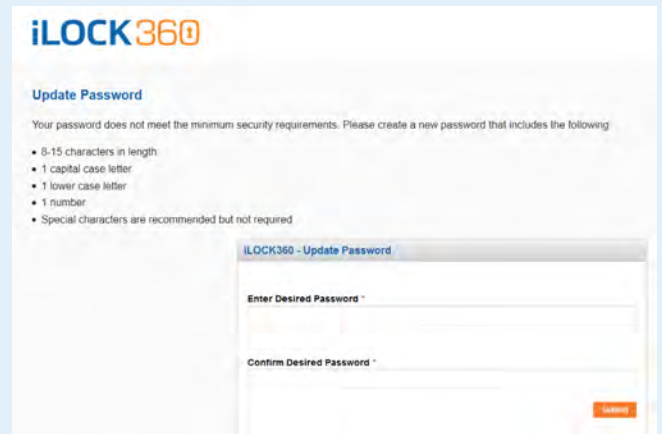 iLOCK360
Update Password
Your password does not meet the minimum security requirements. Please create a new password that includes the following
• 8-15 characters in length
• 1 capital case letter
• 1 lower case letter
• 1 number
• Special characters are recommended but not required
iLOCK360 - Update Password
Enter Desired Password *
Confirm Desired Password *
Submit